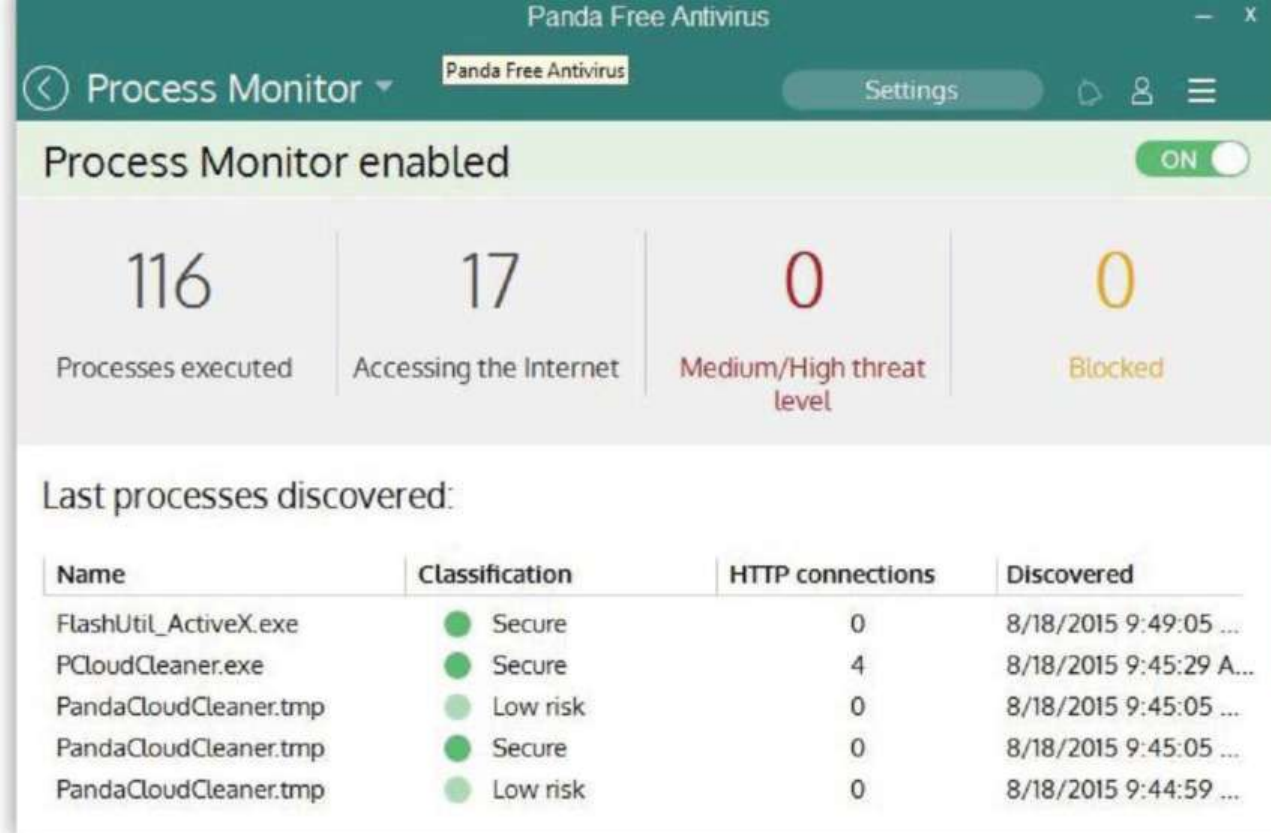 Panda Free Antivirus
– X
Process Monitor
Panda Free Antivirus
Settings
Process Monitor enabled
ON
116 17 0 0
Processes executed Accessing the Internet Medium/High threat level Blocked
Last processes discovered:
Name Classification HTTP connections Discovered
FlashUtil_ActiveX.exe Secure 0 8/18/2015 9:49:05 ...
PCloudCleaner.exe Secure 4 8/18/2015 9:45:29 A...
PandaCloudCleaner.tmp Low risk 0 8/18/2015 9:45:05 ...
PandaCloudCleaner.tmp Secure 0 8/18/2015 9:45:05 ...
PandaCloudCleaner.tmp Low risk 0 8/18/2015 9:44:59 ...